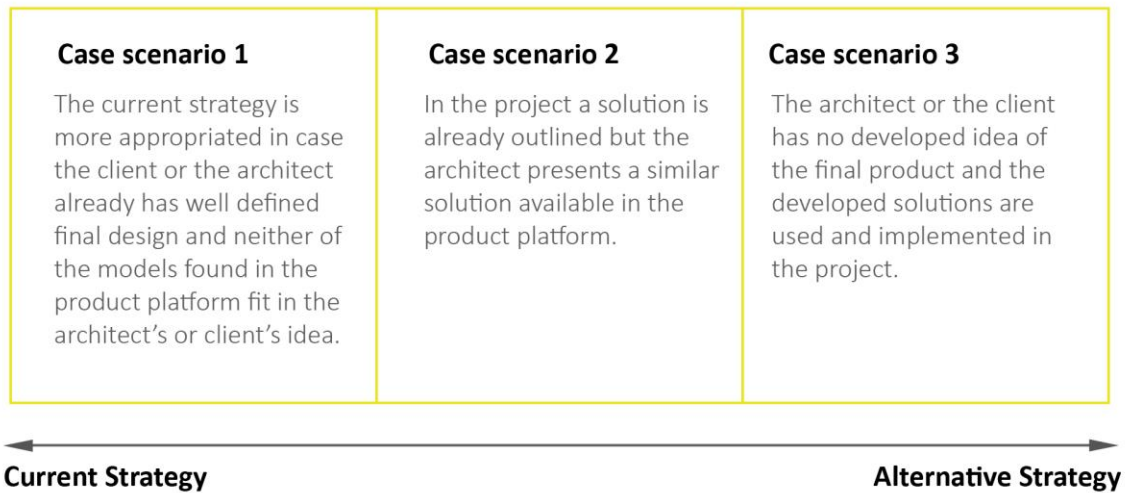 Case scenario 1
The current strategy is
more appropriated in case
the client or the architect
already has well defined
final design and neither of
the models found in the
product platform fit in the
architect’s or client’s idea.
Case scenario 2
In the project a solution is
already outlined but the
architect presents a similar
solution available in the
product platform.
Case scenario 3
The architect or the client
has no developed idea of
the final product and the
developed solutions are
used and implemented in
the project.
Current Strategy
Alternative Strategy